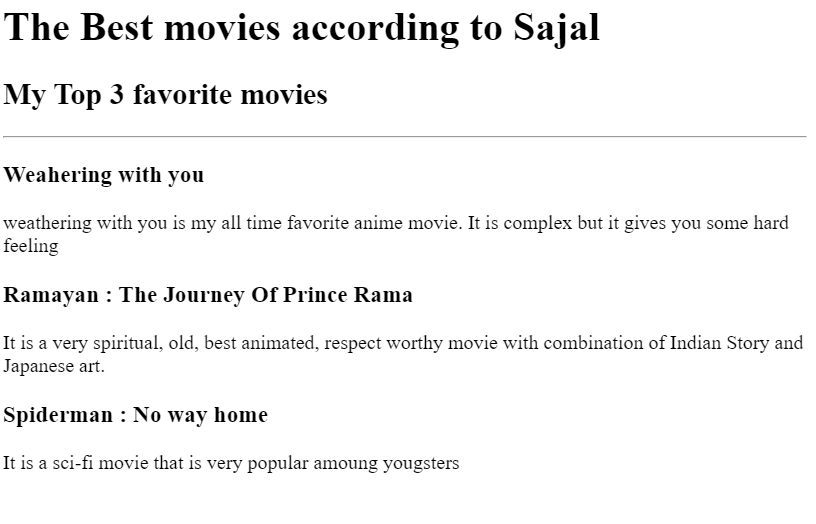 The Best movies according to Sajal
My Top 3 favorite movies
Weahering with you
weathering with you is my all time favorite anime movie. It is complex but it gives you some hard
feeling
Ramayan : The Journey Of Prince Rama
It is a very spiritual, old, best animated, respect worthy movie with combination of Indian Story and
Japanese art.
Spiderman : No way home
It is a sci-fi movie that is very popular amoung yougsters